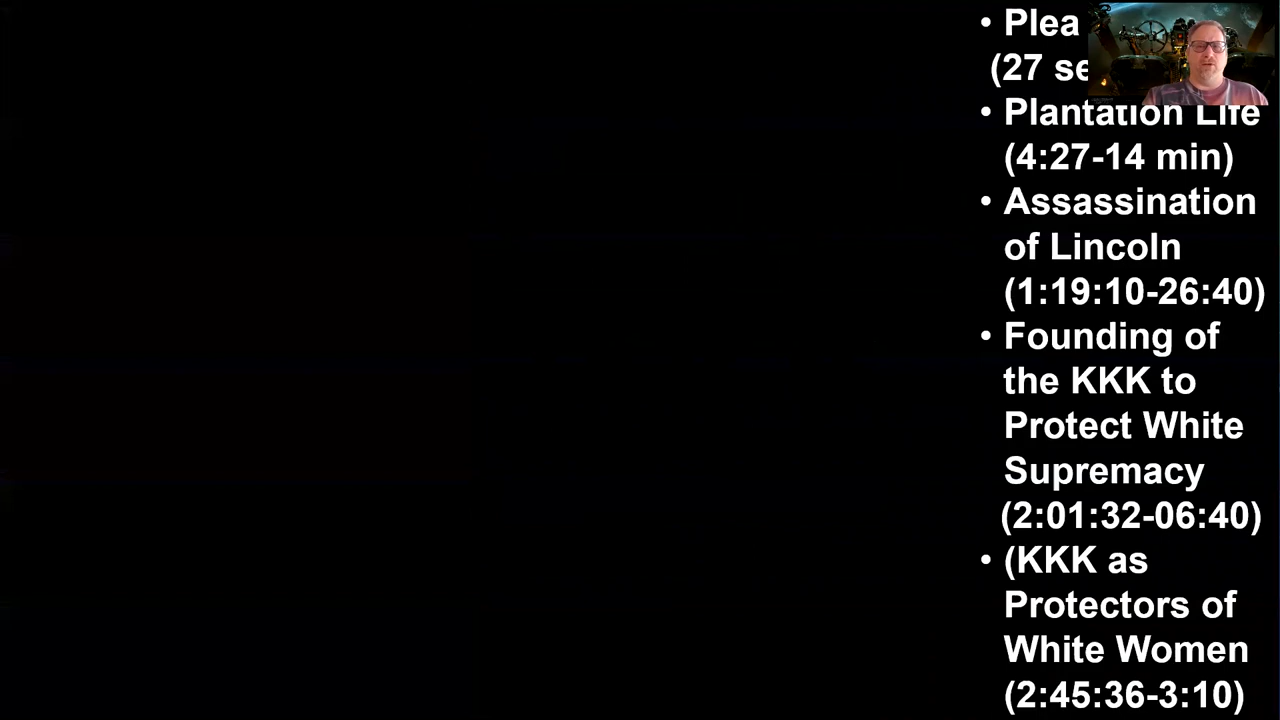 • Plea
(27 se
• Plantation Life
(4:27-14 min)
• Assassination
of Lincoln
(1:19:10-26:40)
• Founding of
the KKK to
Protect White
Supremacy
(2:01:32-06:40)
• (KKK as
Protectors of
White Women
(2:45:36-3:10)